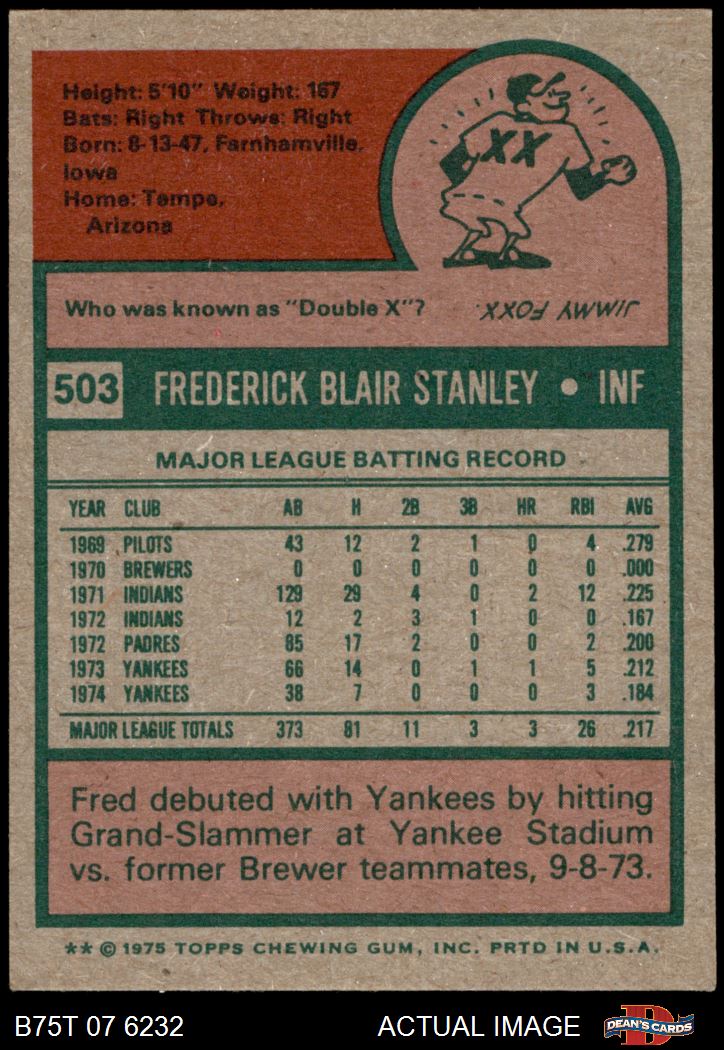 Height: 5'10" Weight: 167
Bats: Right Throws: Right
Born: 8-13-47, Farnhamville,
Iowa
Home: Tempe,
Arizona
XX
Who was known as "Double X"? JIMMY FOXX.
503 FREDERICK BLAIR STANLEY • INF
MAJOR LEAGUE BATTING RECORD
YEAR CLUB AB H 2B 3B HR RBI AVG
1969 PILOTS 43 12 2 1 0 4 .279
1970 BREWERS 0 0 0 0 0 0 .000
1971 INDIANS 129 29 4 0 2 12 .225
1972 INDIANS 12 2 3 1 0 0 .167
1972 PADRES 85 17 2 0 0 2 .200
1973 YANKEES 66 14 0 1 1 5 .212
1974 YANKEES 38 7 0 0 0 3 .184
MAJOR LEAGUE TOTALS 373 81 11 3 3 26 .217
Fred debuted with Yankees by hitting
Grand-Slammer at Yankee Stadium
vs. former Brewer teammates, 9-8-73.
** © 1975 TOPPS CHEWING GUM, INC. PRTD IN U.S.A.
B75T 07 6232 ACTUAL IMAGE D DEAN'S CARDS